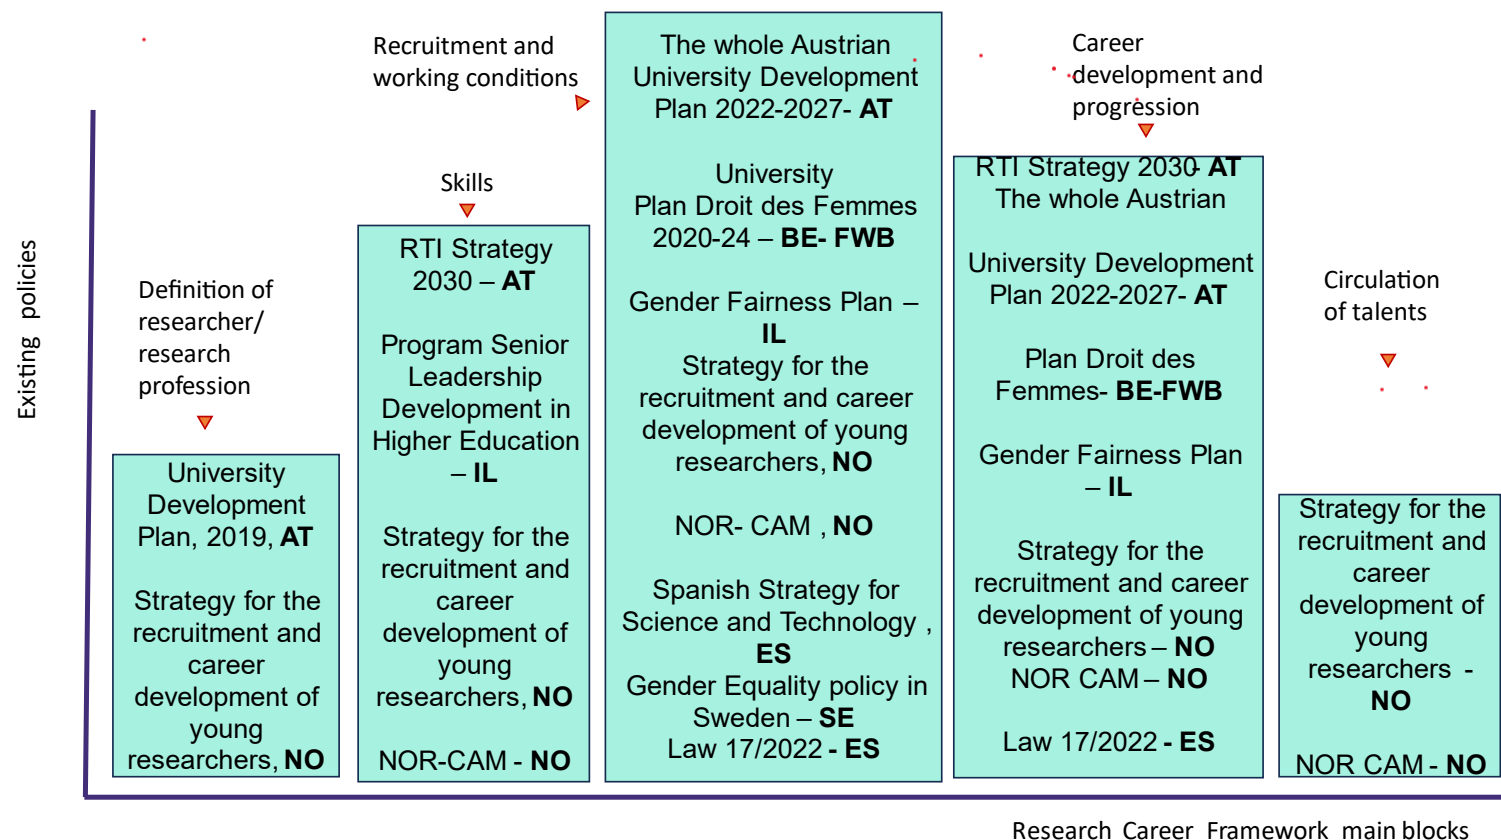 Existing policies
Definition of
researcher/
research
profession
University
Development
Plan, 2019, AT
Strategy for the
recruitment and
career
development of
young
researchers, NO
Skills
RTI Strategy
2030 – AT
Program Senior
Leadership
Development in
Higher Education
– IL
Strategy for the
recruitment and
career
development of
young
researchers, NO
NOR-CAM - NO
Recruitment and
working conditions
The whole Austrian
University Development
Plan 2022-2027- AT
University
Plan Droit des Femmes
2020-24 – BE- FWB
Gender Fairness Plan –
IL
Strategy for the
recruitment and career
development of young
researchers, NO
NOR- CAM , NO
Spanish Strategy for
Science and Technology ,
ES
Gender Equality policy in
Sweden – SE
Law 17/2022 - ES
Career
development and
progression
RTI Strategy 2030- AT
The whole Austrian
University Development
Plan 2022-2027- AT
Plan Droit des
Femmes- BE-FWB
Gender Fairness Plan
– IL
Strategy for the
recruitment and career
development of young
researchers – NO
NOR CAM – NO
Law 17/2022 - ES
Circulation
of talents
Strategy for the
recruitment and
career
development of
young
researchers -
NO
NOR CAM - NO
Research Career Framework main blocks